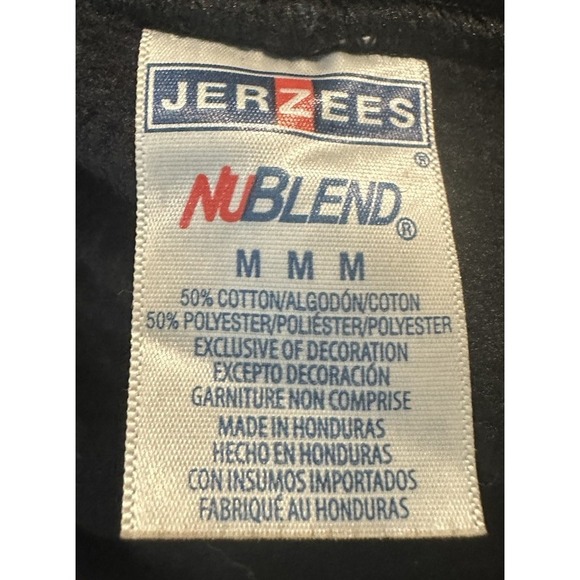 JERZEES
®
NUBLEND®
M M M
50% COTTON/ALGODÓN/COTON
50% POLYESTER/POLIÉSTER/POLYESTER
EXCLUSIVE OF DECORATION
EXCEPTO DECORACIÓN
GARNITURE NON COMPRISE
MADE IN HONDURAS
HECHO EN HONDURAS
CON INSUMOS IMPORTADOS
FABRIQUÉ AU HONDURAS